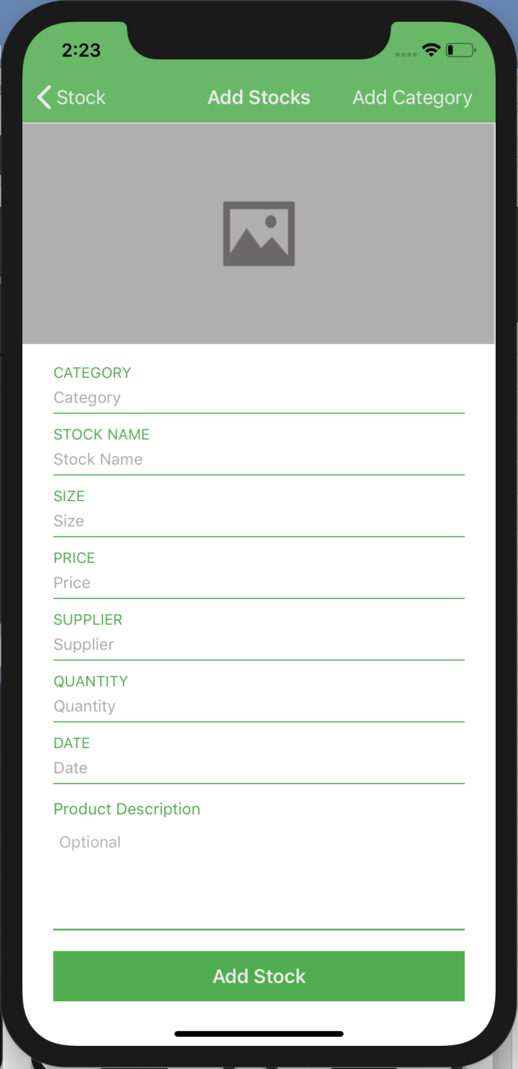 2:23
Stock Add Stocks Add Category
CATEGORY
Category
STOCK NAME
Stock Name
SIZE
Size
PRICE
Price
SUPPLIER
Supplier
QUANTITY
Quantity
DATE
Date
Product Description
Optional
Add Stock